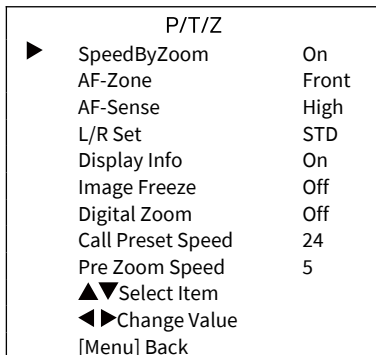 P/T/Z
▶ SpeedByZoom On
AF-Zone Front
AF-Sense High
L/R Set STD
Display Info On
Image Freeze Off
Digital Zoom Off
Call Preset Speed 24
Pre Zoom Speed 5
▲▼Select Item
◀▶Change Value
[Menu] Back